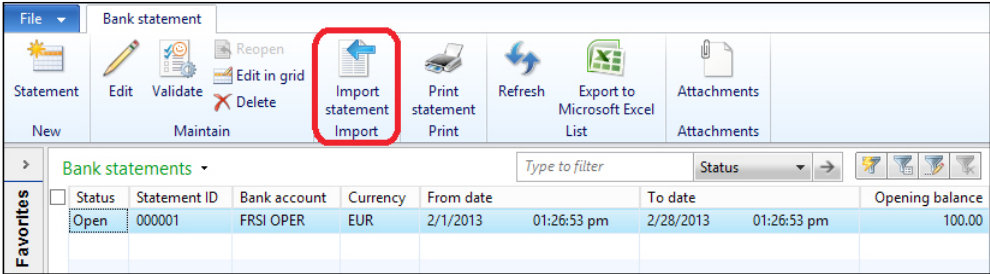 File Bank statement
Statement
New
Edit
Validate
Reopen
Edit in grid
Delete
Maintain
Import
statement
Import
Print
statement
Print
Refresh
Export to
Microsoft Excel
List
Attachments
Attachments
Bank statements
Type to filter
Status
Favorites
Status Statement ID Bank account Currency From date To date Opening balance
Open 000001 FRSI OPER EUR 2/1/2013 01:26:53 pm 2/28/2013 01:26:53 pm 100.00